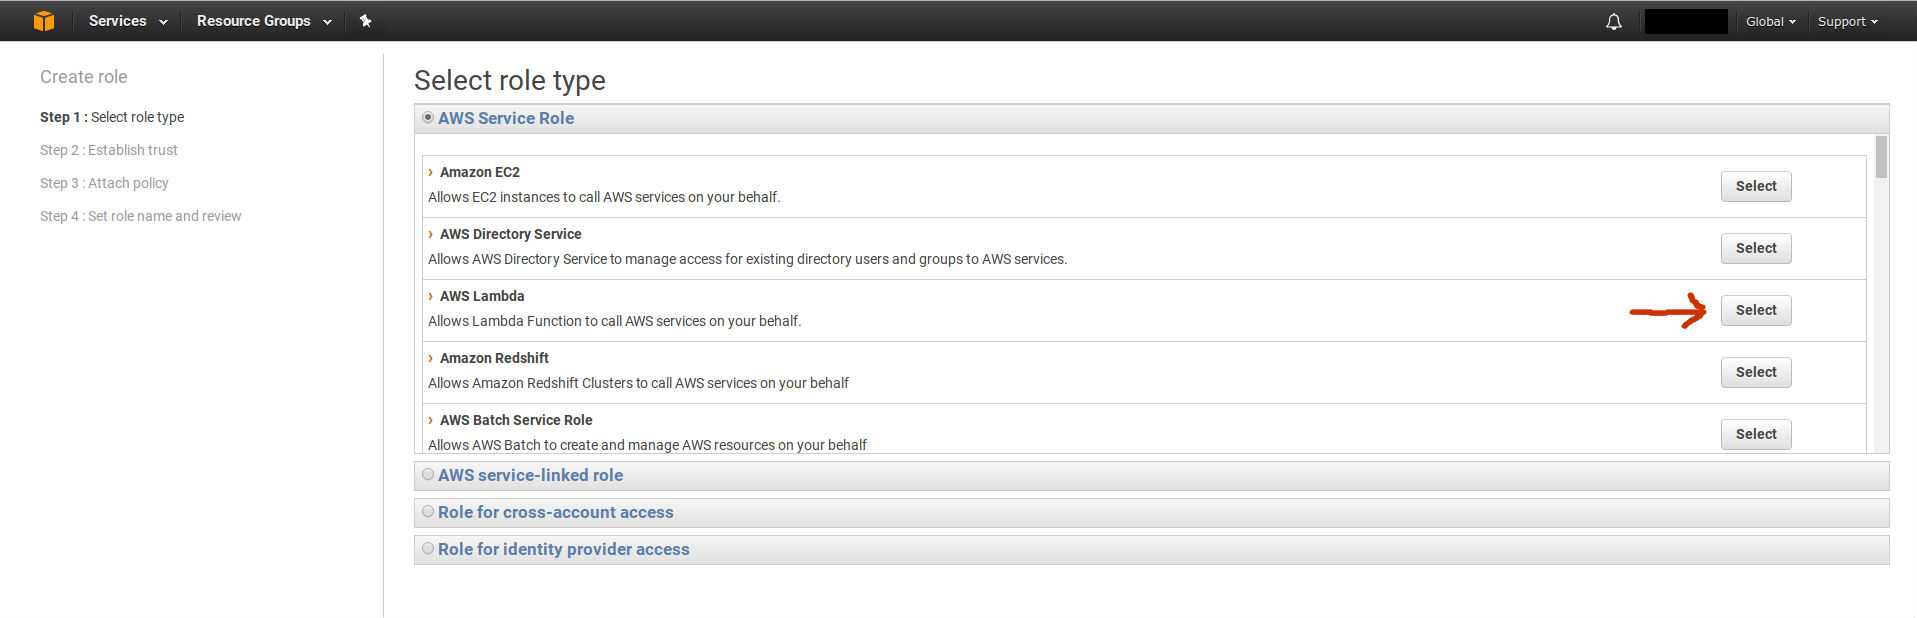 Services Resource Groups Global Support
Create role
Step 1 : Select role type
Step 2 : Establish trust
Step 3 : Attach policy
Step 4 : Set role name and review
Select role type
AWS Service Role
Amazon EC2
Allows EC2 instances to call AWS services on your behalf.
Select
AWS Directory Service
Allows AWS Directory Service to manage access for existing directory users and groups to AWS services.
Select
AWS Lambda
Allows Lambda Function to call AWS services on your behalf.
Select
Amazon Redshift
Allows Amazon Redshift Clusters to call AWS services on your behalf
Select
AWS Batch Service Role
Allows AWS Batch to create and manage AWS resources on your behalf
Select
AWS service-linked role
Role for cross-account access
Role for identity provider access